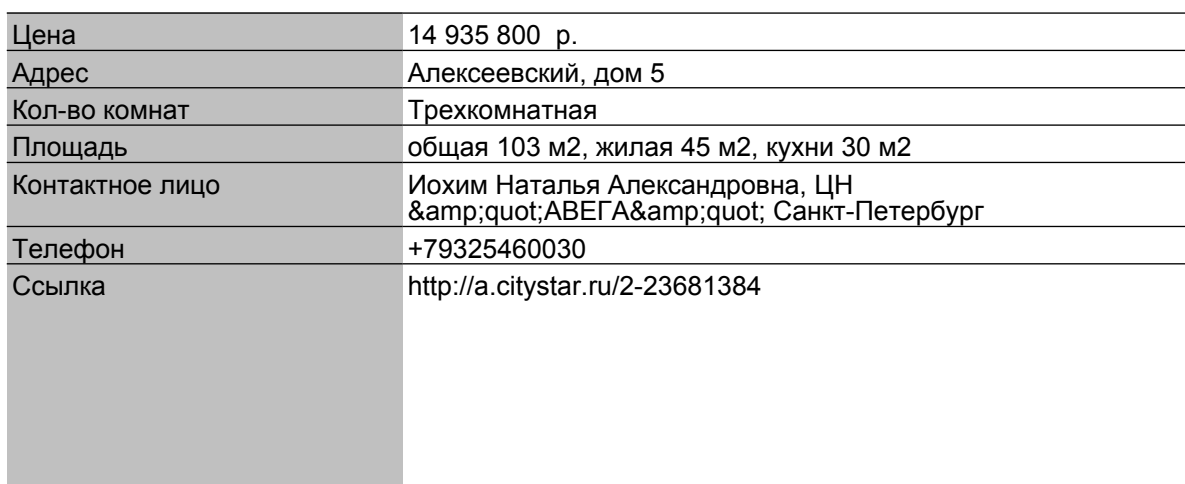 Цена 14 935 800 р.
Адрес Алексеевский, дом 5
Кол-во комнат Трехкомнатная
Площадь общая 103 м2, жилая 45 м2, кухни 30 м2
Контактное лицо Иохим Наталья Александровна, ЦН
&amp;quot;АВЕГА&amp;quot; Санкт-Петербург
Телефон +79325460030
Ссылка http://a.citystar.ru/2-23681384